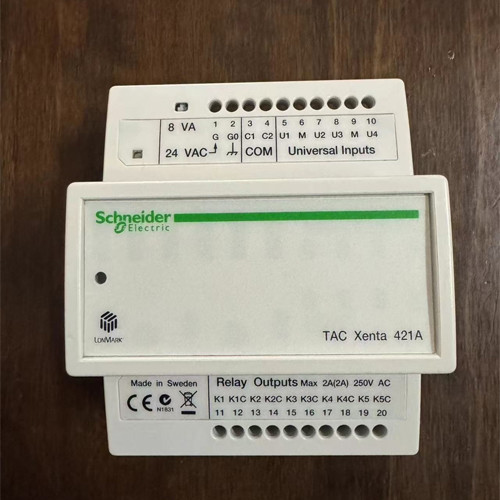 8 VA 1 2 3 4 5 6 7 8 9 10
G G0 C1 C2 U1 M U2 U3 M U4
24 VAC COM Universal Inputs
Schneider
Electric
LONMARK
TAC Xenta 421A
Made in Sweden Relay Outputs Max 2A(2A) 250V AC
CE N1831 K1 K1C K2 K2C K3 K3C K4 K4C K5 K5C
11 12 13 14 15 16 17 18 19 20